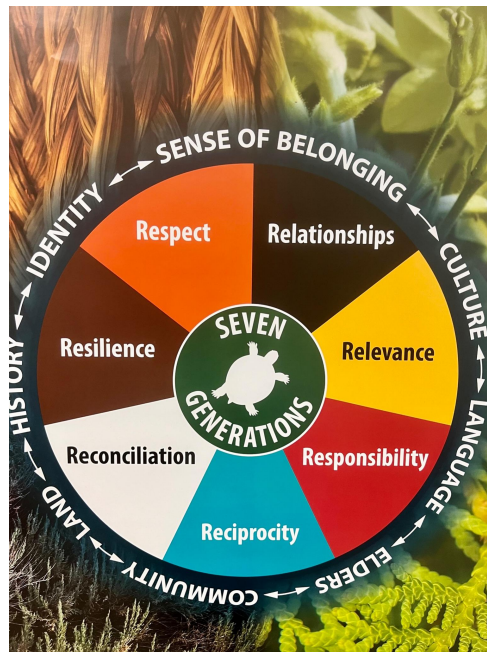 SENSE OF BELONGING
CULTURE
LANGUAGE
ELDERS
COMMUNITY
LAND
HISTORY
IDENTITY
Respect
Relationships
Resilience
Relevance
Reconciliation
Responsibility
Reciprocity
SEVEN
GENERATIONS